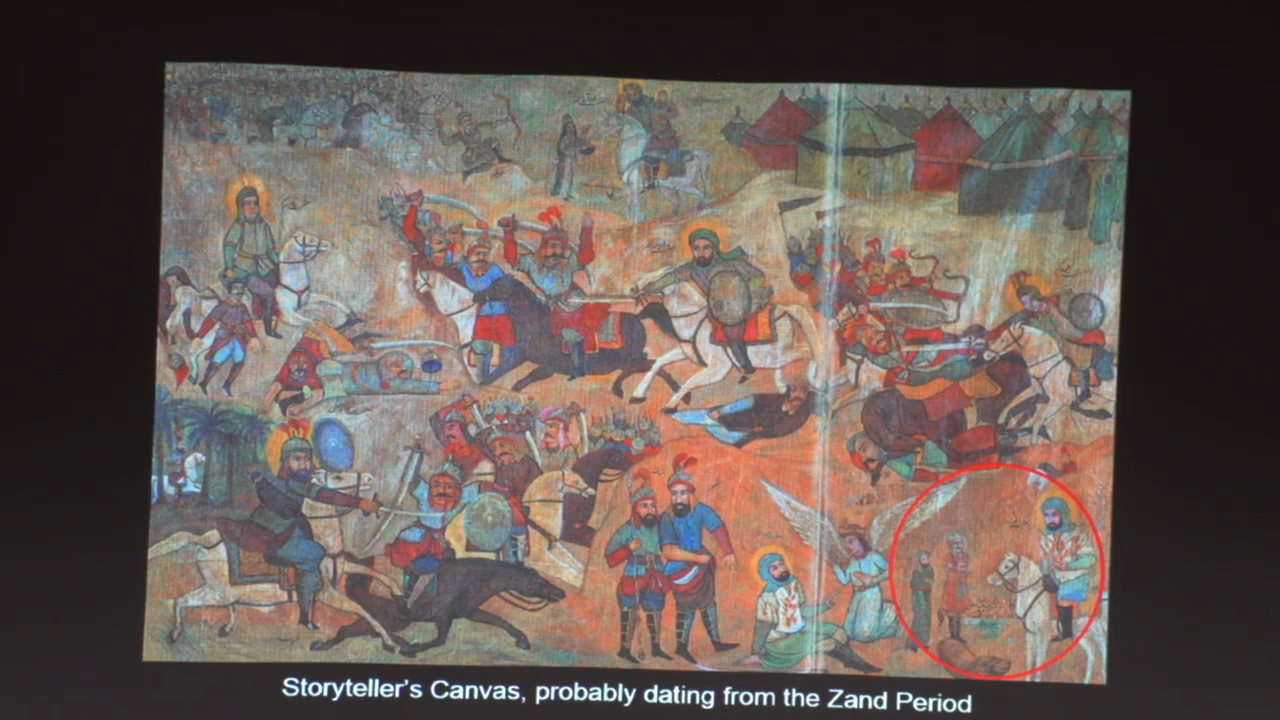 Storyteller's Canvas, probably dating from the Zand Period